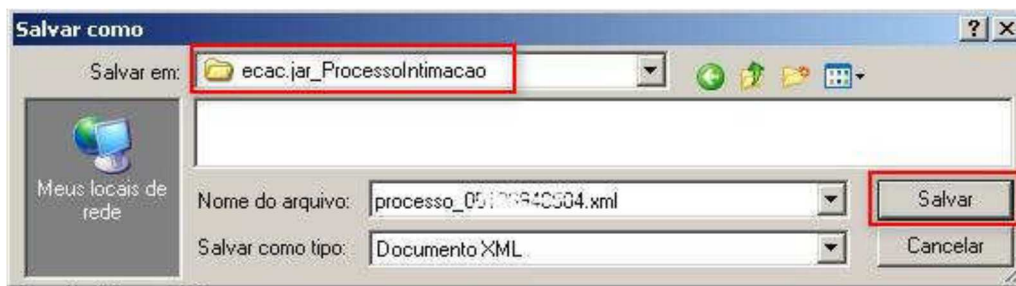 Salvar como
Salvar em: ecac.jar_ProcessoIntimacao
Meus locais de
rede
Nome do arquivo:
Salvar
Salvar como tipo: Documento XML
Cancelar